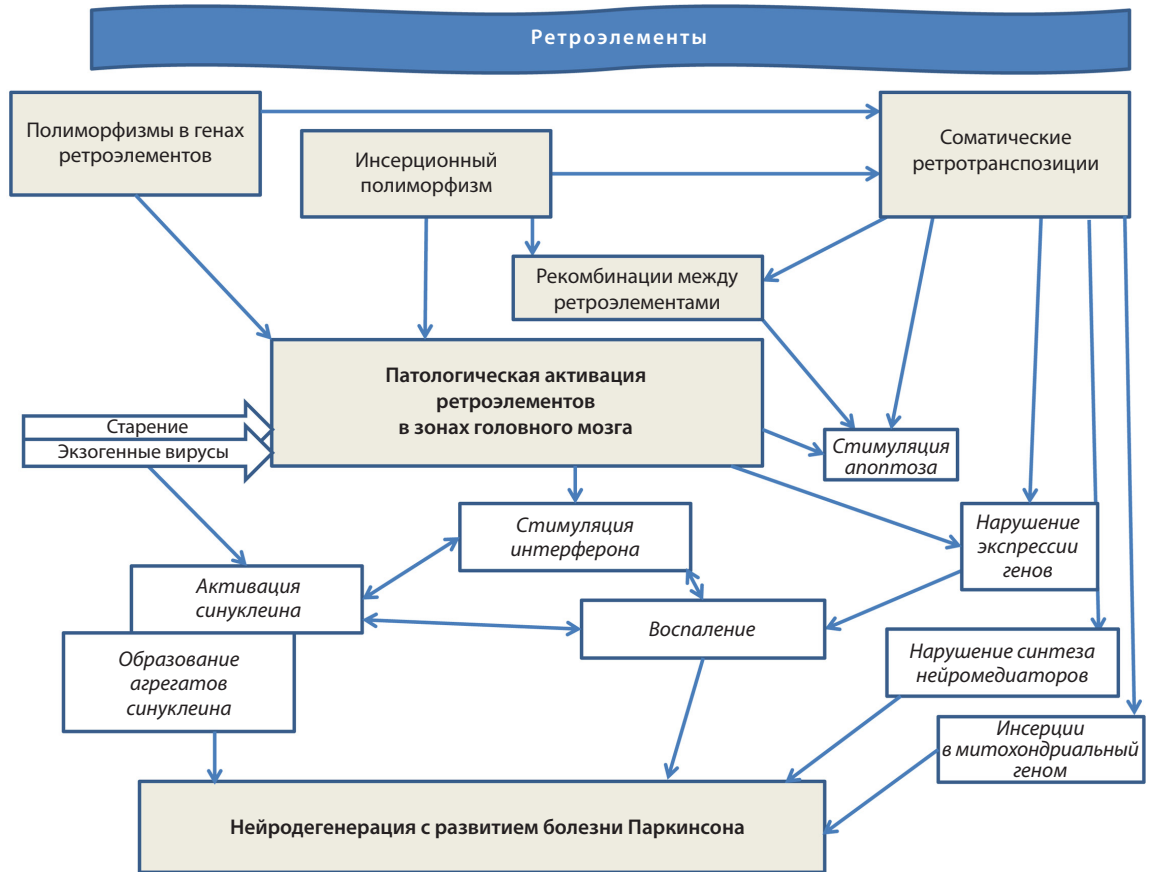 Ретроэлементы
Полиморфизмы в генах
ретроэлементов
Инсерционный
полиморфизм
Соматические
ретротранспозиции
Рекомбинации между
ретроэлементами
Патологическая активация
ретроэлементов
в зонах головного мозга
Старение
Экзогенные вирусы
Стимуляция
апоптоза
Стимуляция
интерферона
Нарушение
экспрессии
генов
Активация
синуклеина
Воспаление
Образование
агрегатов
синуклеина
Нарушение синтеза
нейромедиаторов
Инсерции
в митохондриальный
геном
Нейродегенерация с развитием болезни Паркинсона